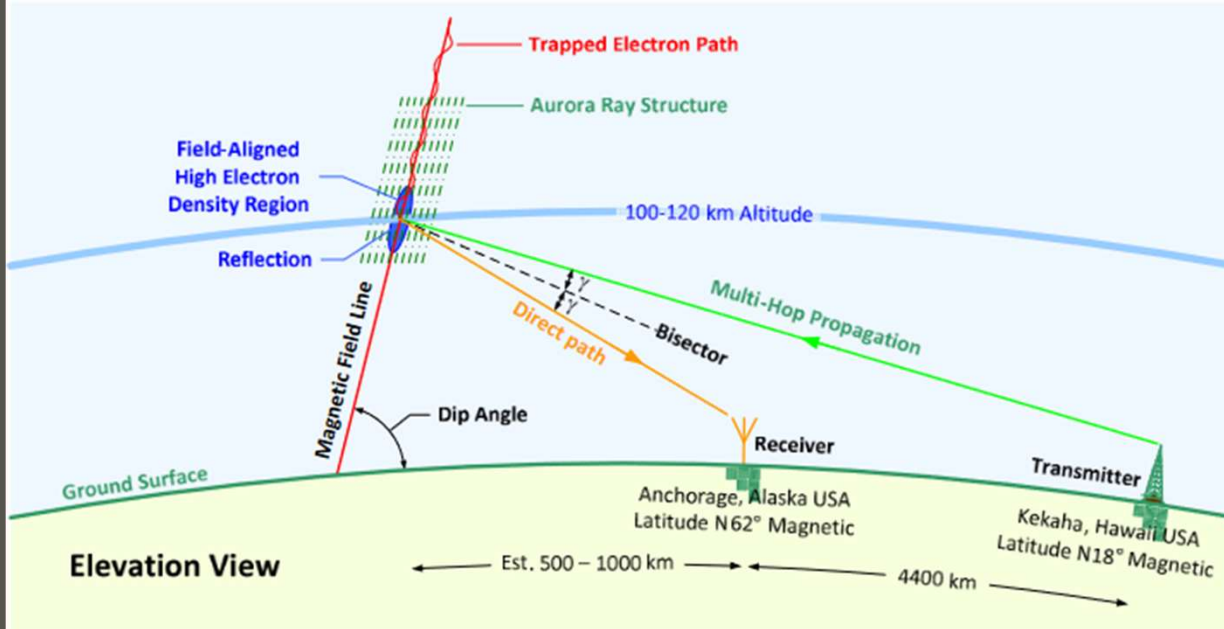 Trapped Electron Path
Aurora Ray Structure
Field-Aligned
High Electron
Density Region
100-120 km Altitude
Reflection
γ
γ
Multi-Hop Propagation
Direct path
Bisector
Magnetic Field Line
Dip Angle
Receiver
Transmitter
Ground Surface
Anchorage, Alaska USA
Latitude N62° Magnetic
Kekaha, Hawaii USA
Latitude N18° Magnetic
Elevation View
Est. 500 – 1000 km
4400 km